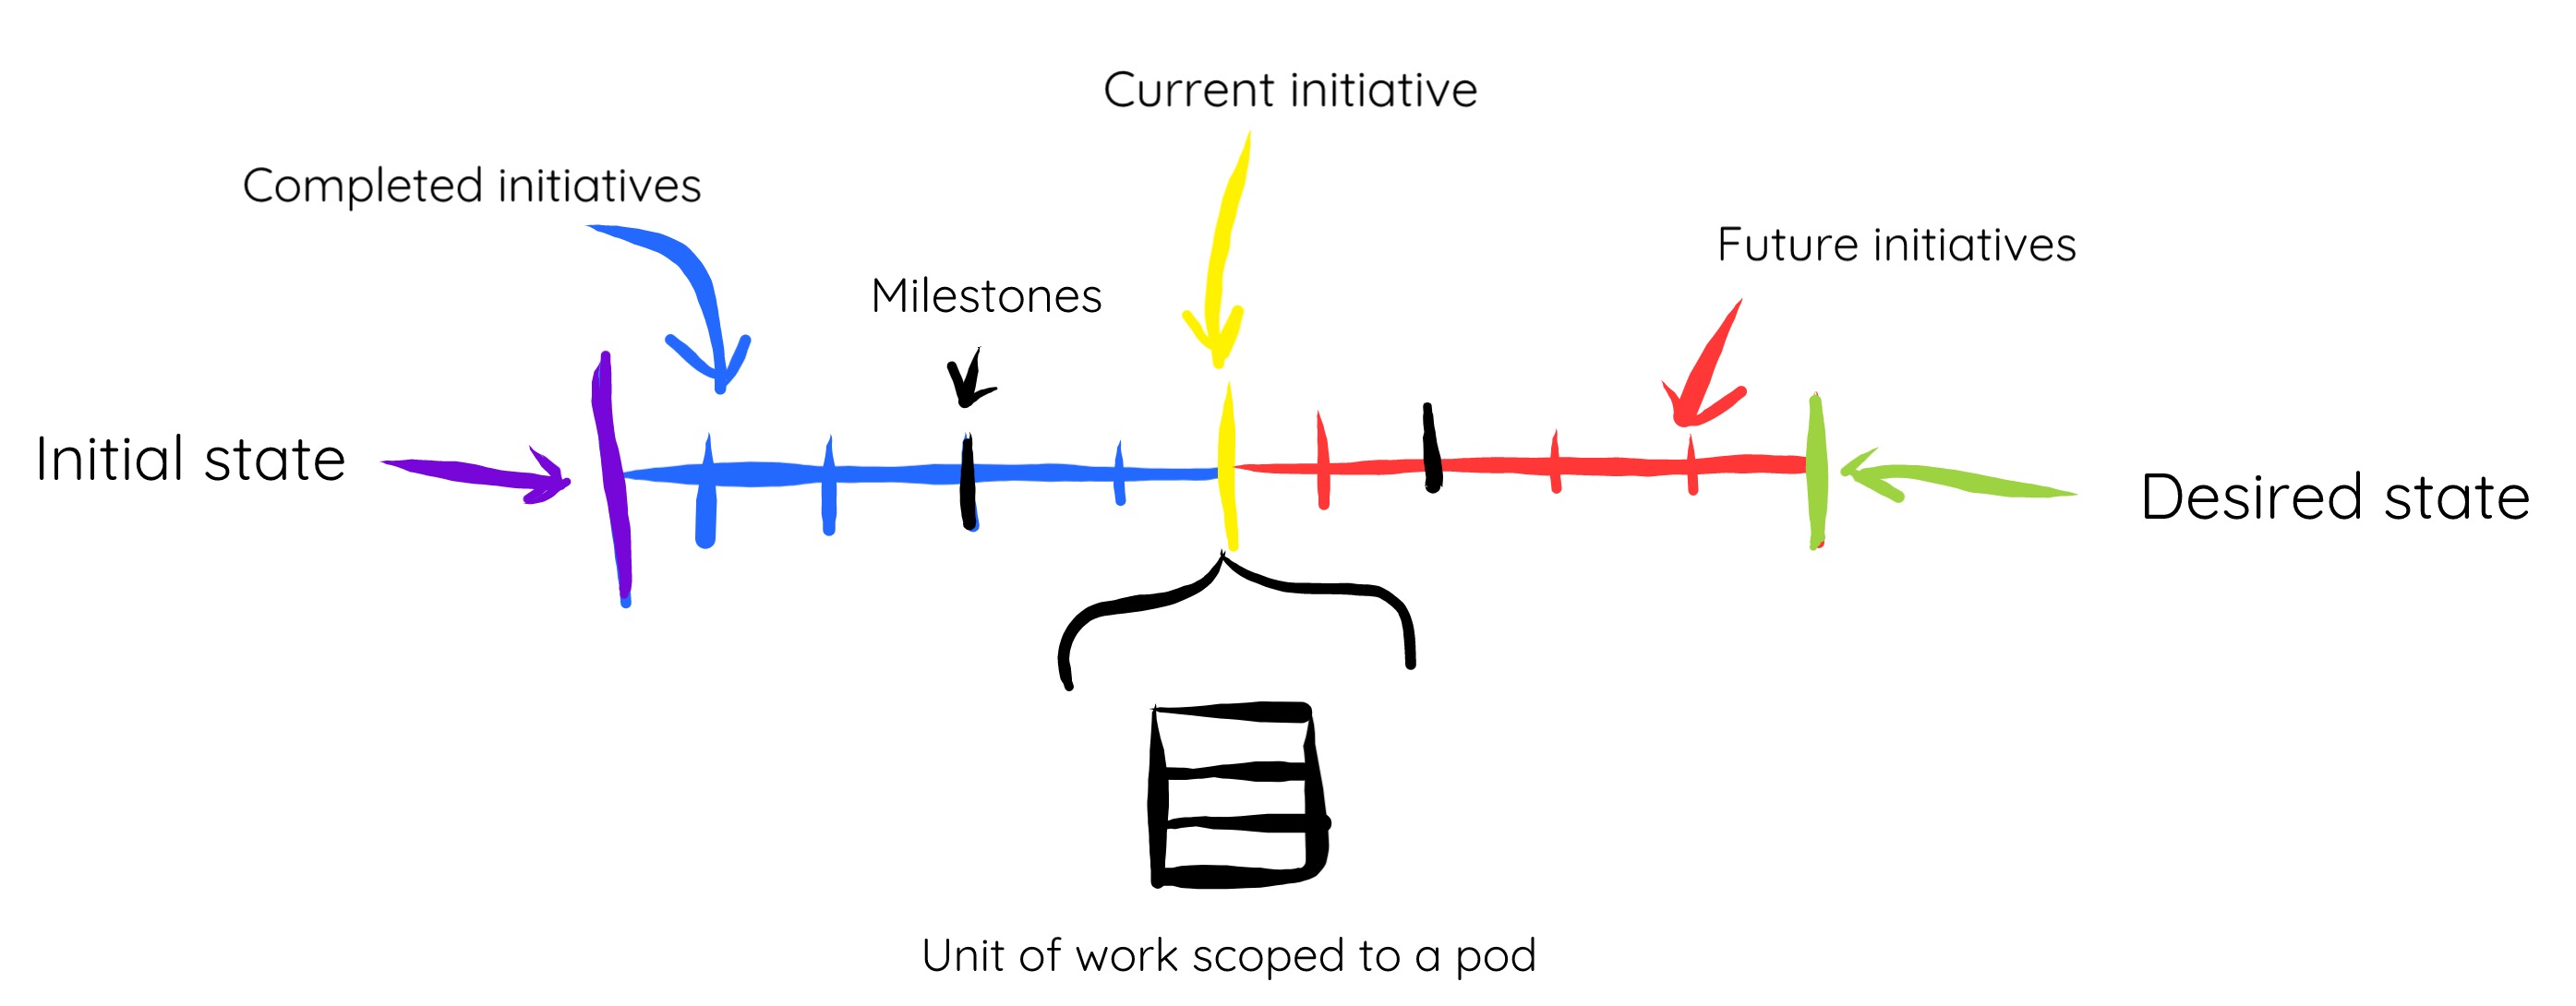 Current initiative
Completed initiatives
Future initiatives
Milestones
Initial state
Desired state
Unit of work scoped to a pod